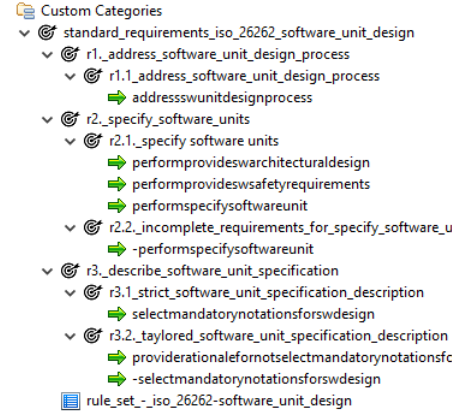 Custom Categories
standard_requirements_iso_26262_software_unit_design
r1._address_software_unit_design_process
r1.1_address_software_unit_design_process
addressswunitdesignprocess
r2._specify_software_units
r2.1._specify software units
performprovideswarchitecturaldesign
performprovideswsafetyrequirements
performspecifysoftwareunit
r2.2._incomplete_requirements_for_specify_software_u
-performspecifysoftwareunit
r3._describe_software_unit_specification
r3.1_strict_software_unit_specification_description
selectmandatorynotationsforswdesign
r3.2._taylored_software_unit_specification_description
providerationalefornotselectmandatorynotationsfc
-selectmandatorynotationsforswdesign
rule_set_-_iso_26262-software_unit_design